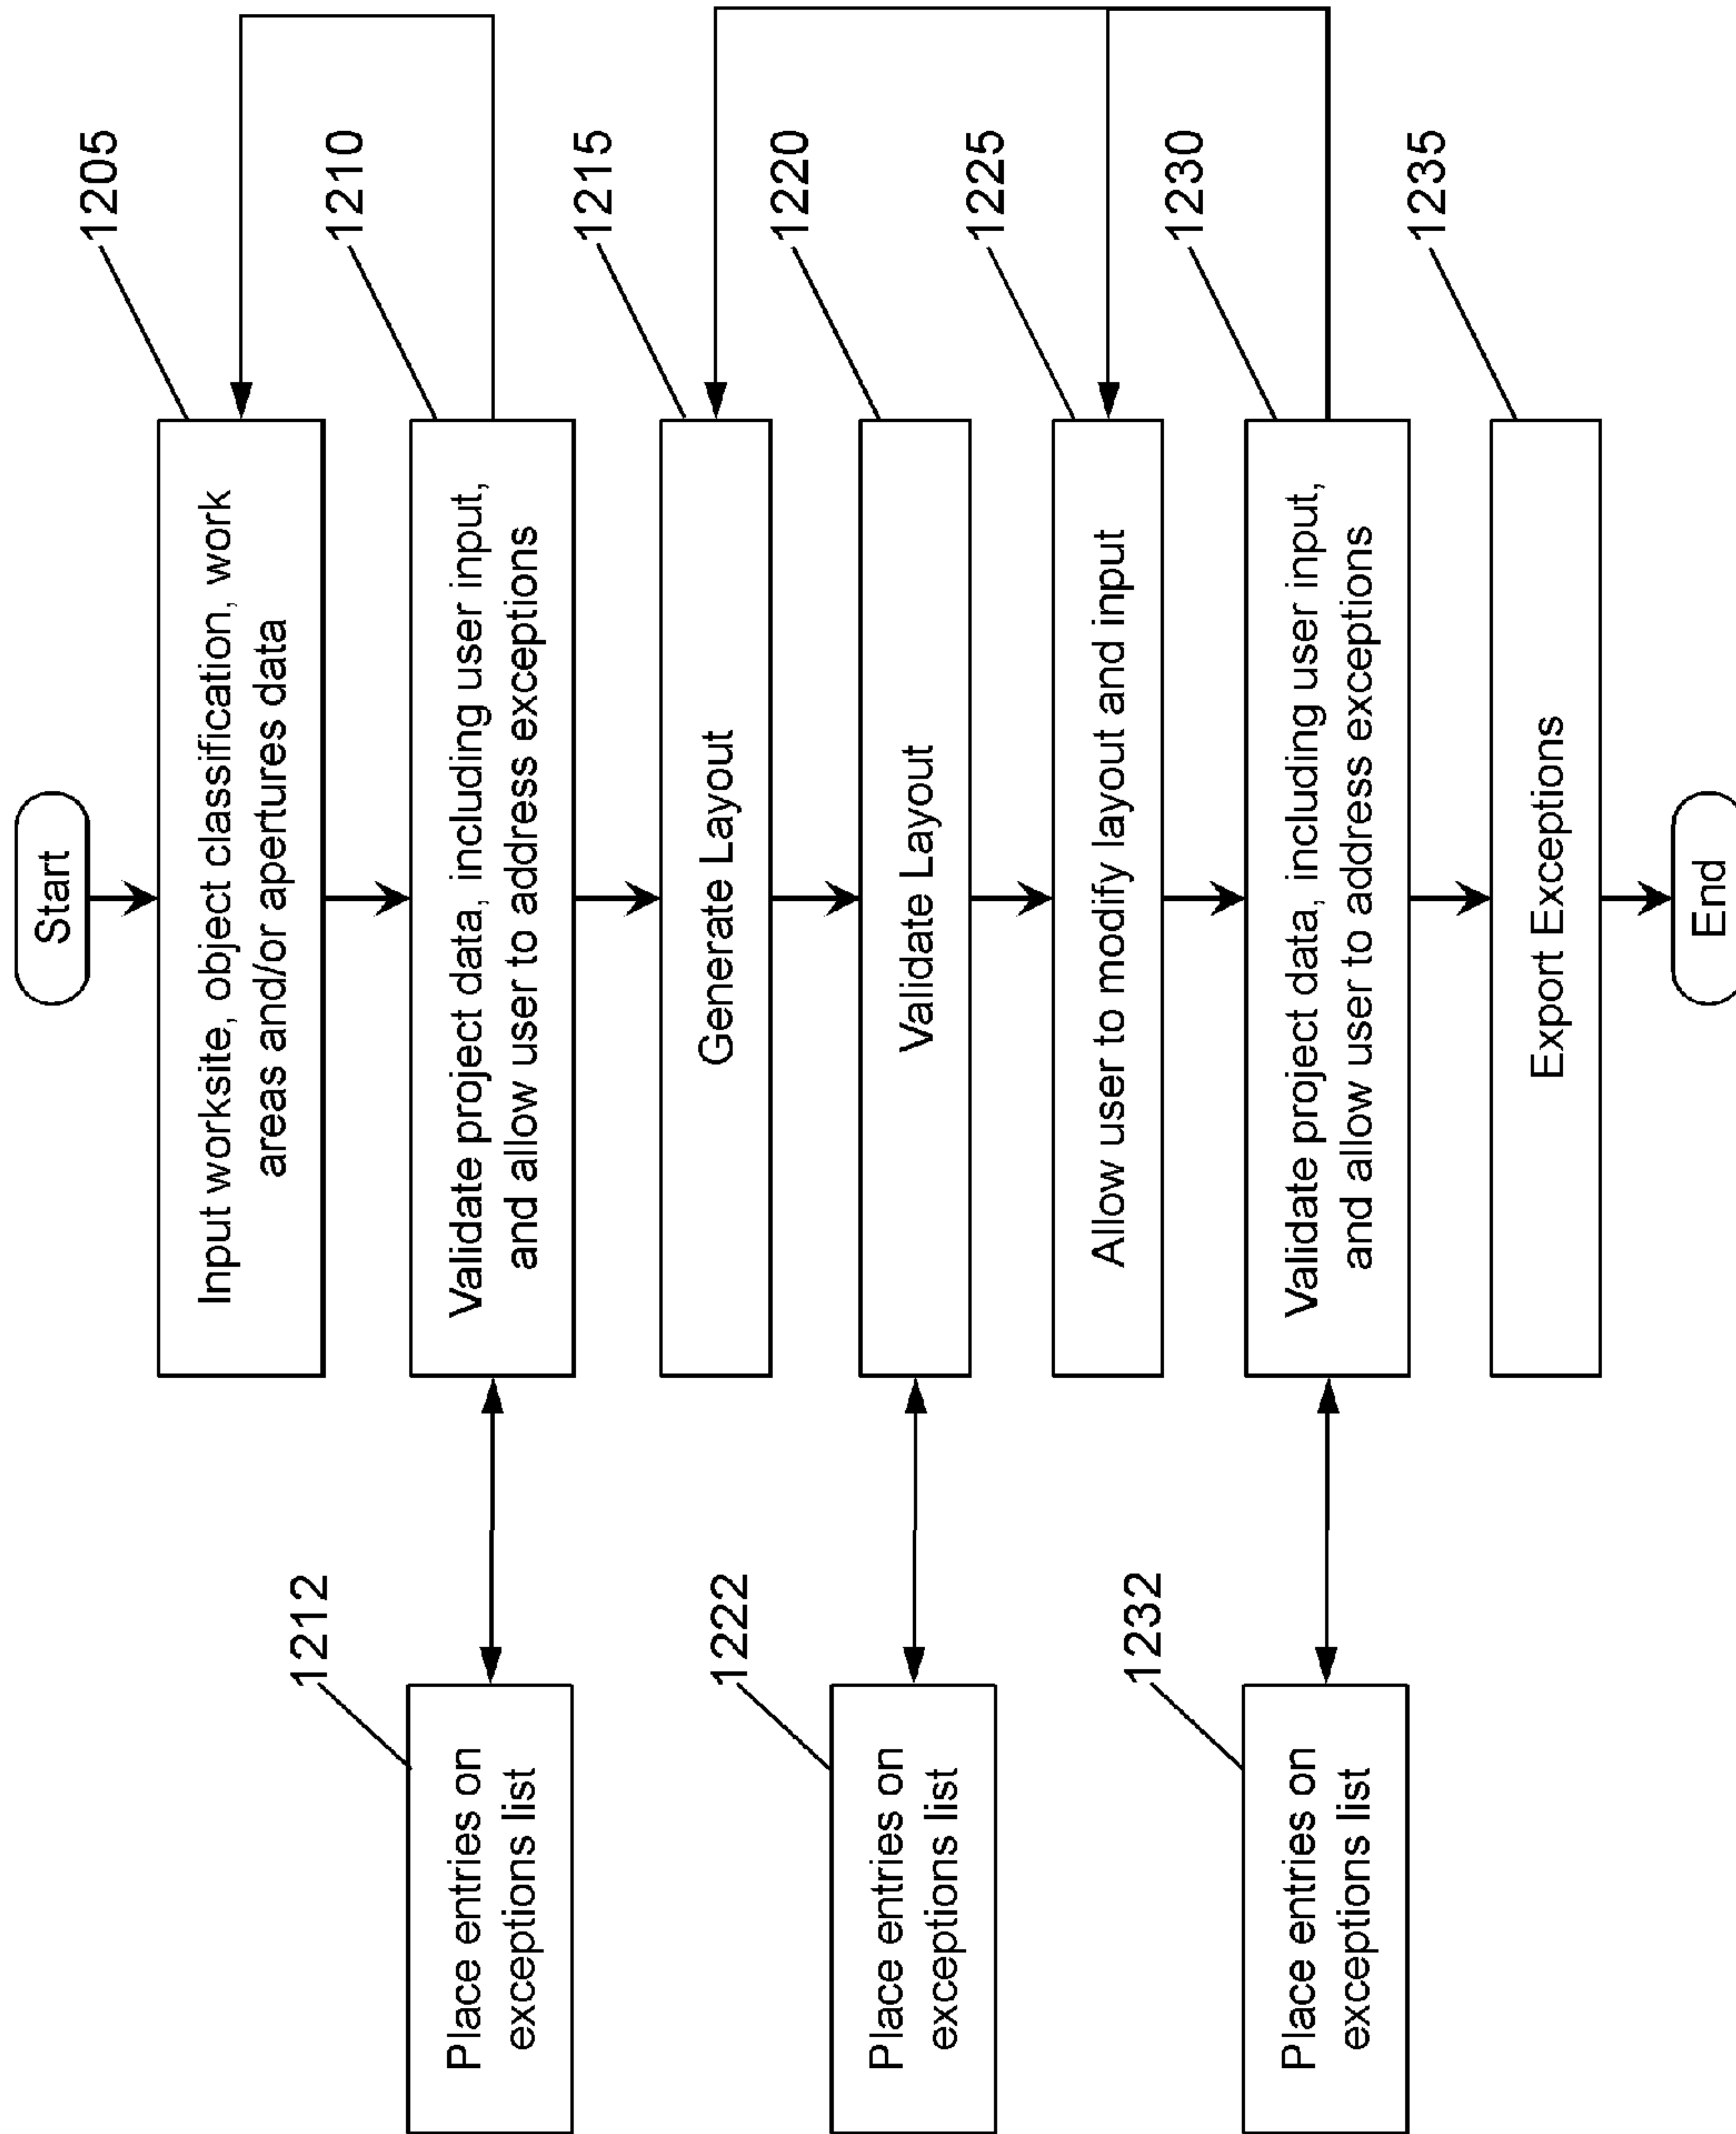 Start
1205
Input worksite, object classification, work
areas and/or apertures data
1210
Validate project data, including user input,
and allow user to address exceptions
1212
Place entries on
exceptions list
1215
Generate Layout
1220
Validate Layout
1222
Place entries on
exceptions list
1225
Allow user to modify layout and input
1230
Validate project data, including user input,
and allow user to address exceptions
1232
Place entries on
exceptions list
1235
Export Exceptions
End